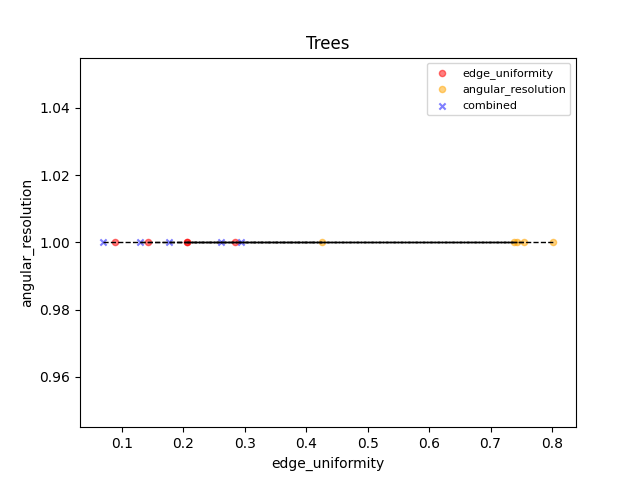 Trees
edge_uniformity
angular_resolution
combined
1.04
1.02
1.00
0.98
0.96
angular_resolution
0.1 0.2 0.3 0.4 0.5 0.6 0.7 0.8
edge_uniformity